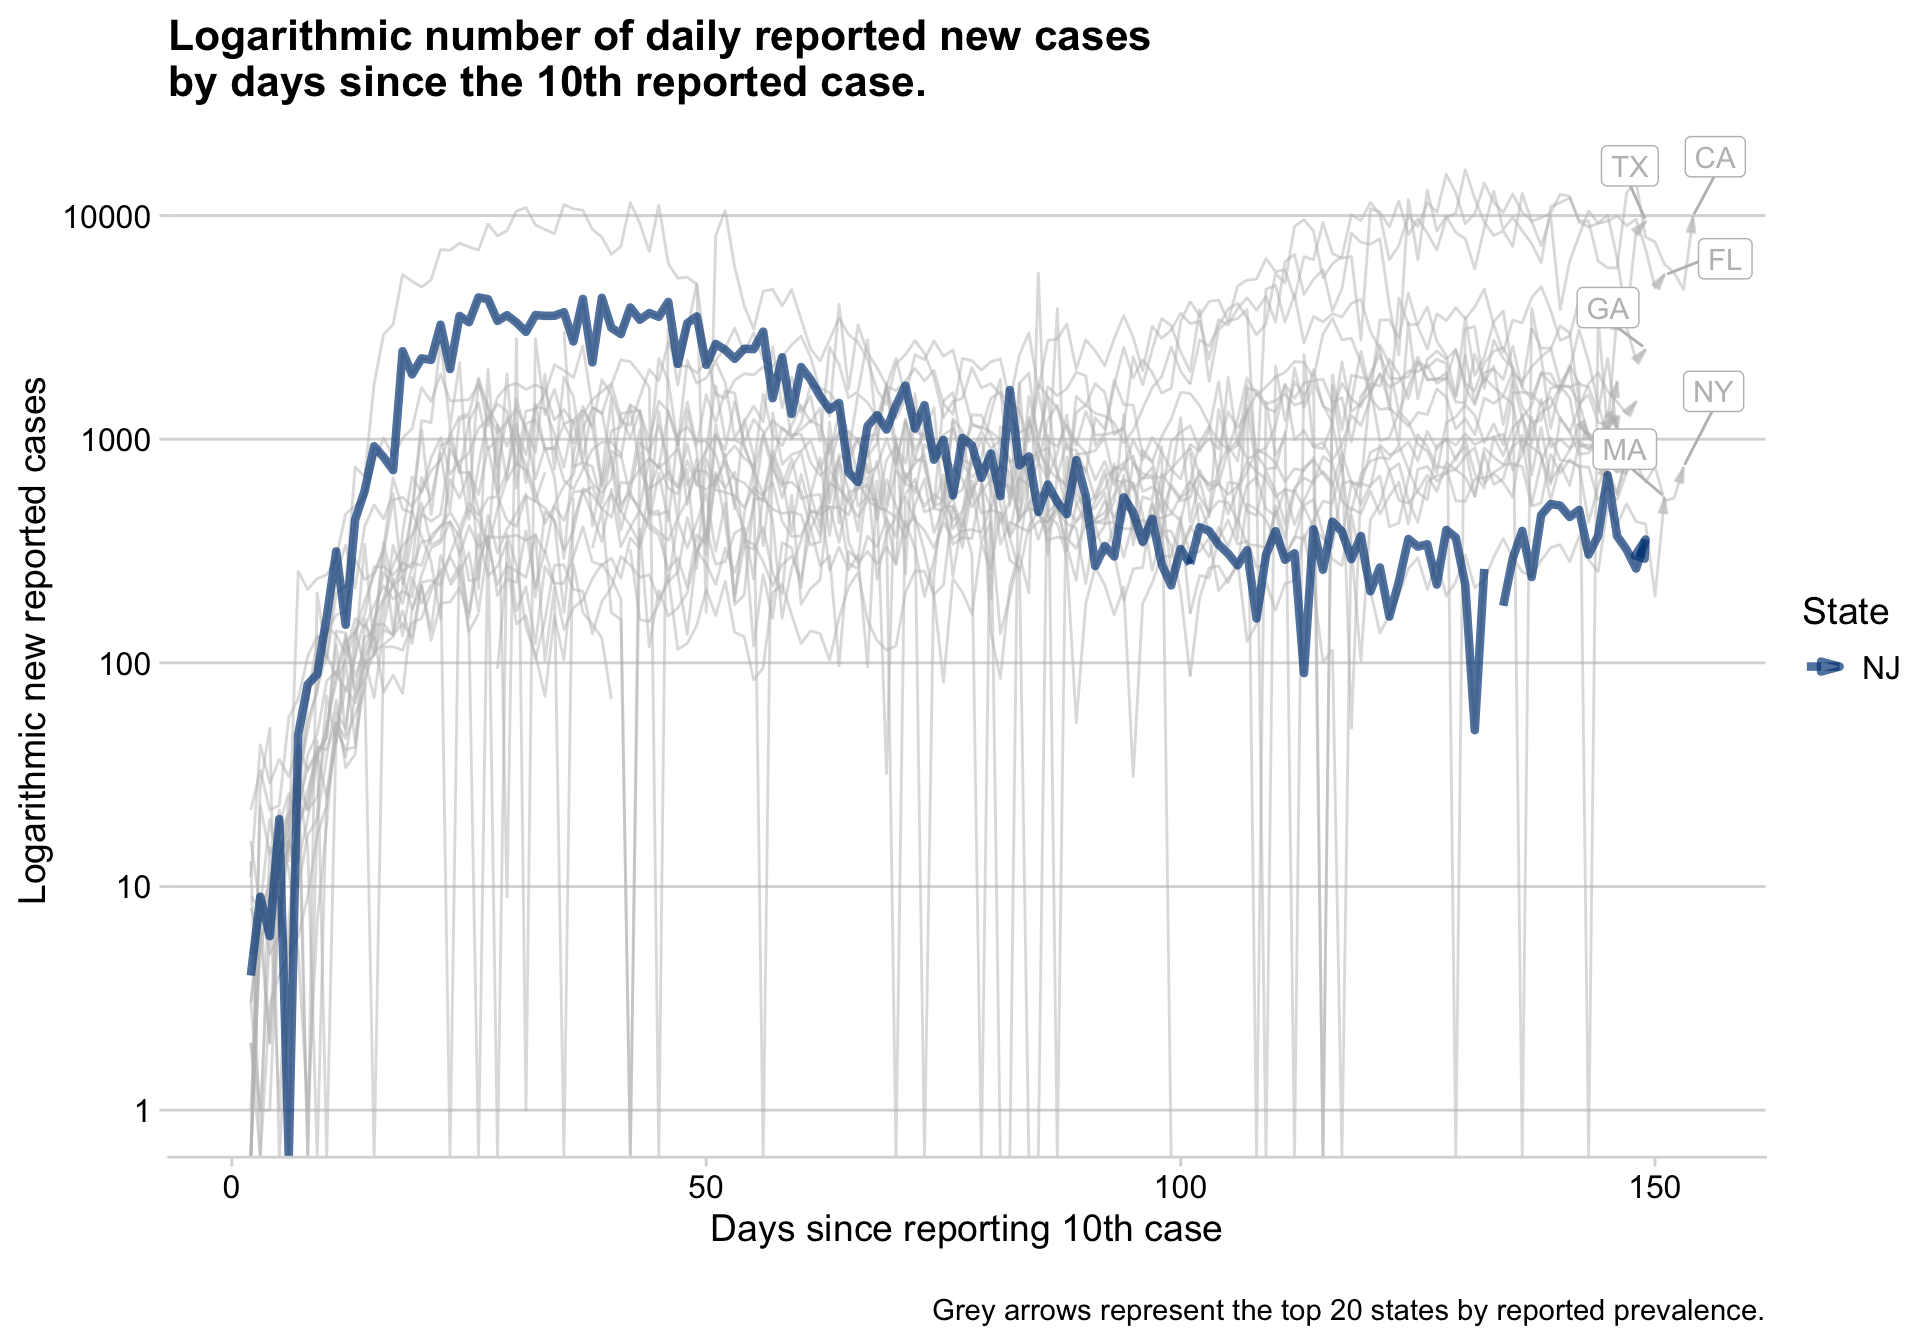 Logarithmic number of daily reported new cases
by days since the 10th reported case.
Logarithmic new reported cases
10000
1000
100
10
1
TX
CA
FL
GA
NY
MA
State
NJ
0
50
100
150
Days since reporting 10th case
Grey arrows represent the top 20 states by reported prevalence.